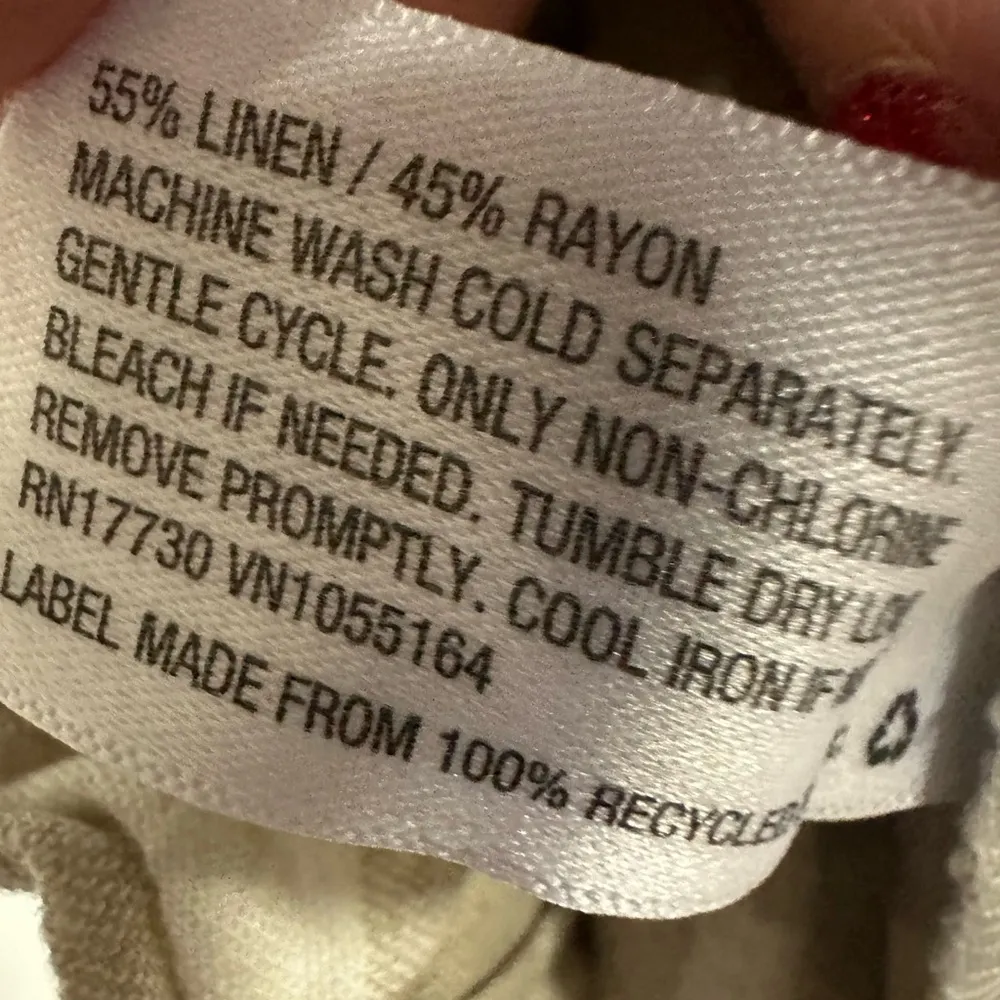 55% LINEN / 45% RAYON
MACHINE WASH COLD SEPARATELY.
GENTLE CYCLE. ONLY NON-CHLORINE
BLEACH IF NEEDED. TUMBLE DRY
REMOVE PROMPTLY. COOL IRON IF
RN17730 VN1055164
LABEL MADE FROM 100%